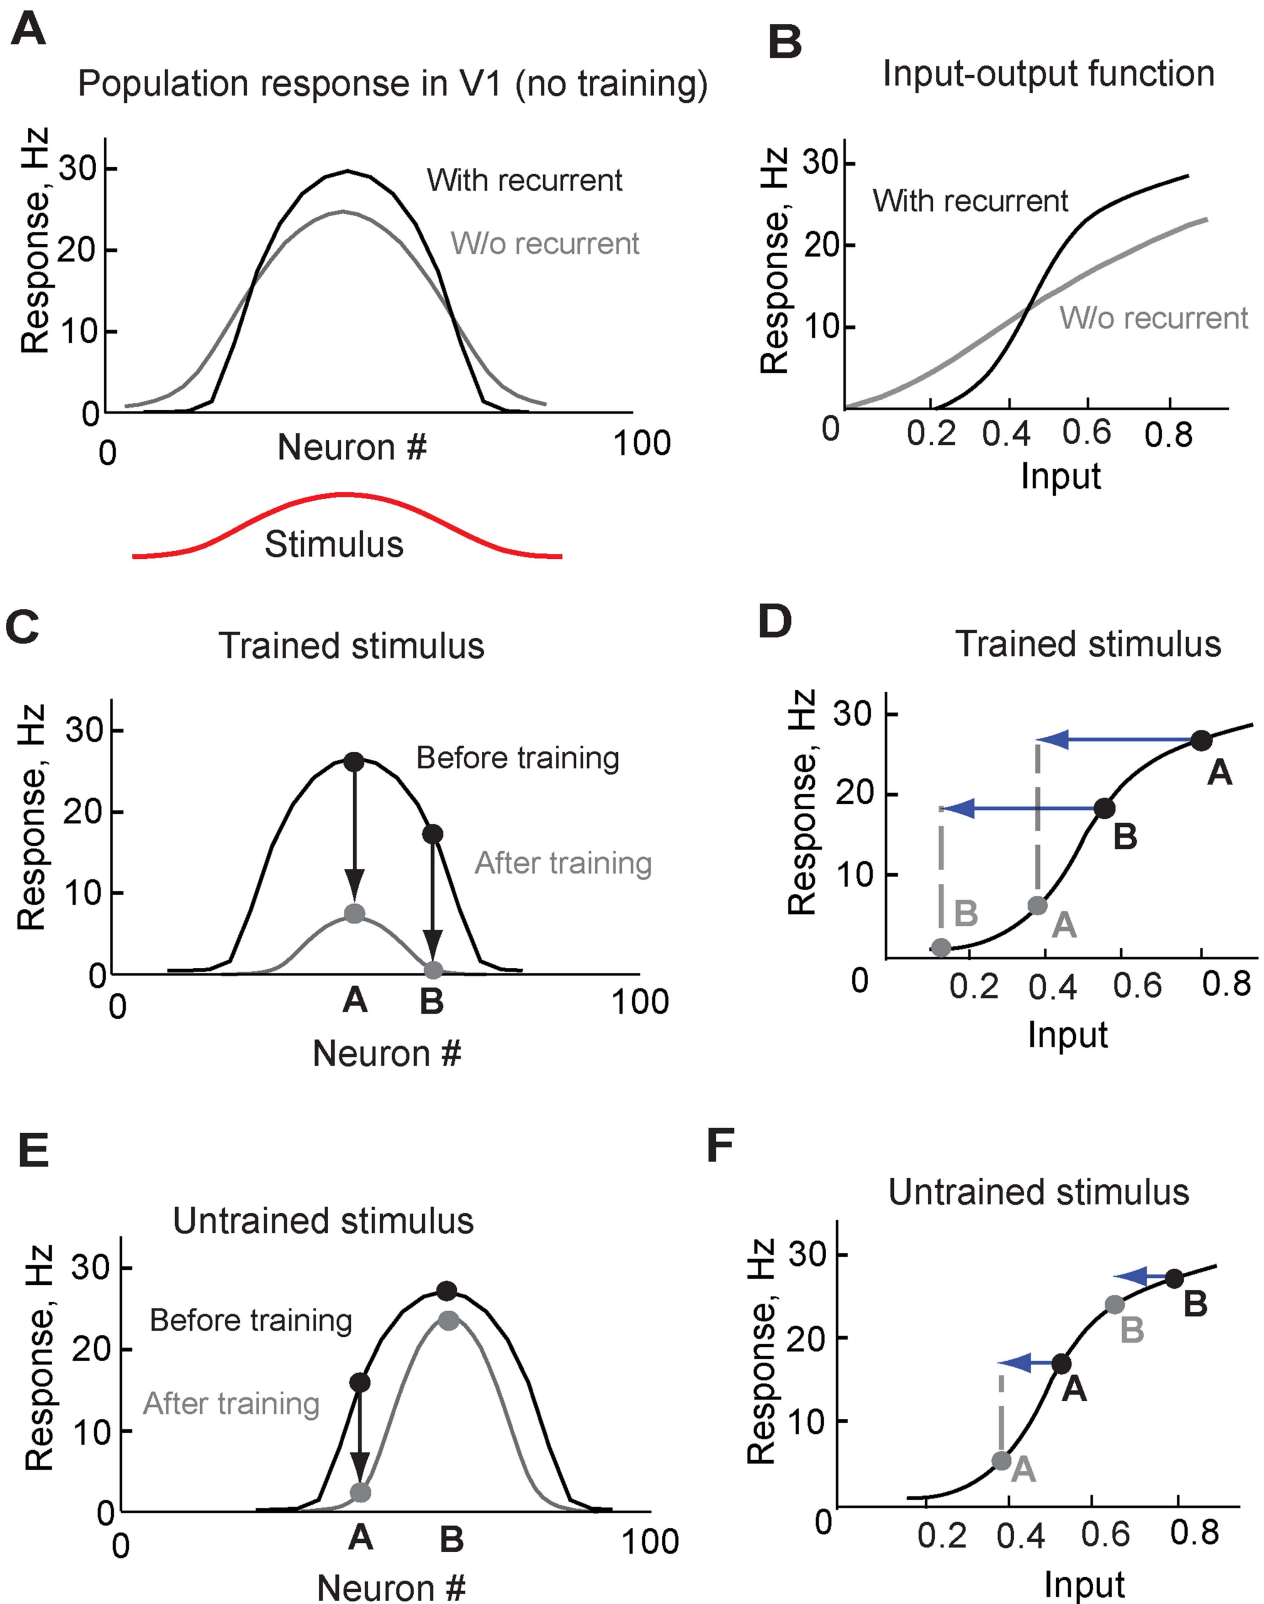 A
Population response in V1 (no training)
Response, Hz
30
20
10
0
With recurrent
W/o recurrent
0
Neuron #
100
Stimulus
B
Input-output function
Response, Hz
30
20
10
0
With recurrent
W/o recurrent
0.2 0.4 0.6 0.8
Input
C
Trained stimulus
Response, Hz
30
20
10
0
Before training
After training
0
A
B
100
Neuron #
D
Trained stimulus
Response, Hz
30
20
10
0
A
B
B
A
0.2 0.4 0.6 0.8
Input
E
Untrained stimulus
Response, Hz
30
20
10
0
Before training
After training
0
A
B
100
Neuron #
F
Untrained stimulus
Response, Hz
30
20
10
0
B
B
A
A
0.2 0.4 0.6 0.8
Input